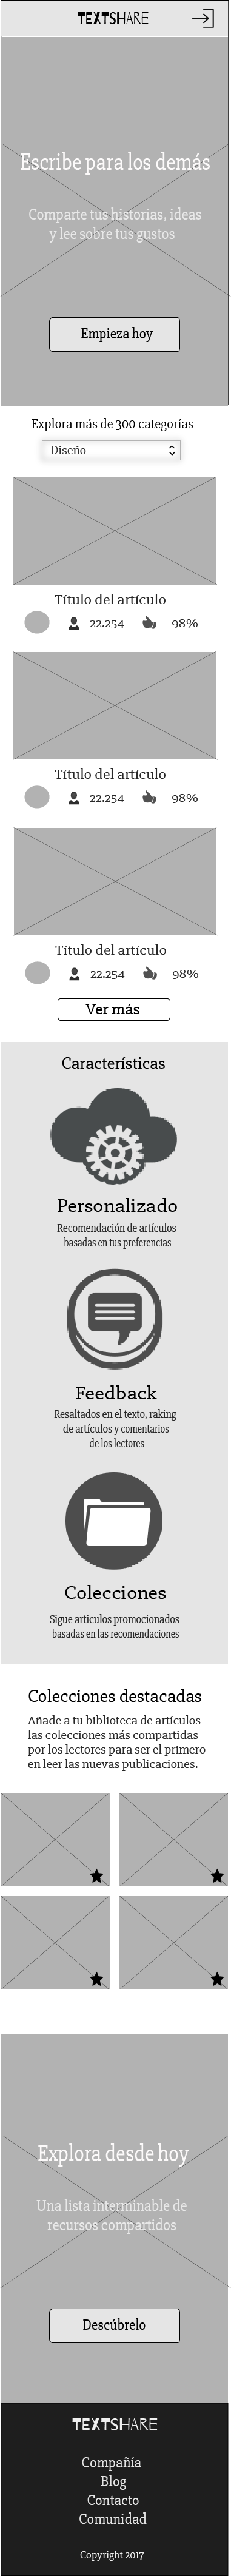 TEXTSHARE
Escribe para los demás
Comparte tus historias, ideas
y lee sobre tus gustos
Empieza hoy
Explora más de 300 categorías
Diseño
Título del artículo
22.254 98%
Título del artículo
22.254 98%
Título del artículo
22.254 98%
Ver más
Características
Personalizado
Recomendación de artículos
basadas en tus preferencias
Feedback
Resaltados en el texto, raking
de artículos y comentarios
de los lectores
Colecciones
Sigue articulos promocionados
basadas en las recomendaciones
Colecciones destacadas
Añade a tu biblioteca de artículos
las colecciones más compartidas
por los lectores para ser el primero
en leer las nuevas publicaciones.
Explora desde hoy
Una lista interminable de
recursos compartidos
Descúbrelo
TEXTSHARE
Compañía
Blog
Contacto
Comunidad
Copyright 2017